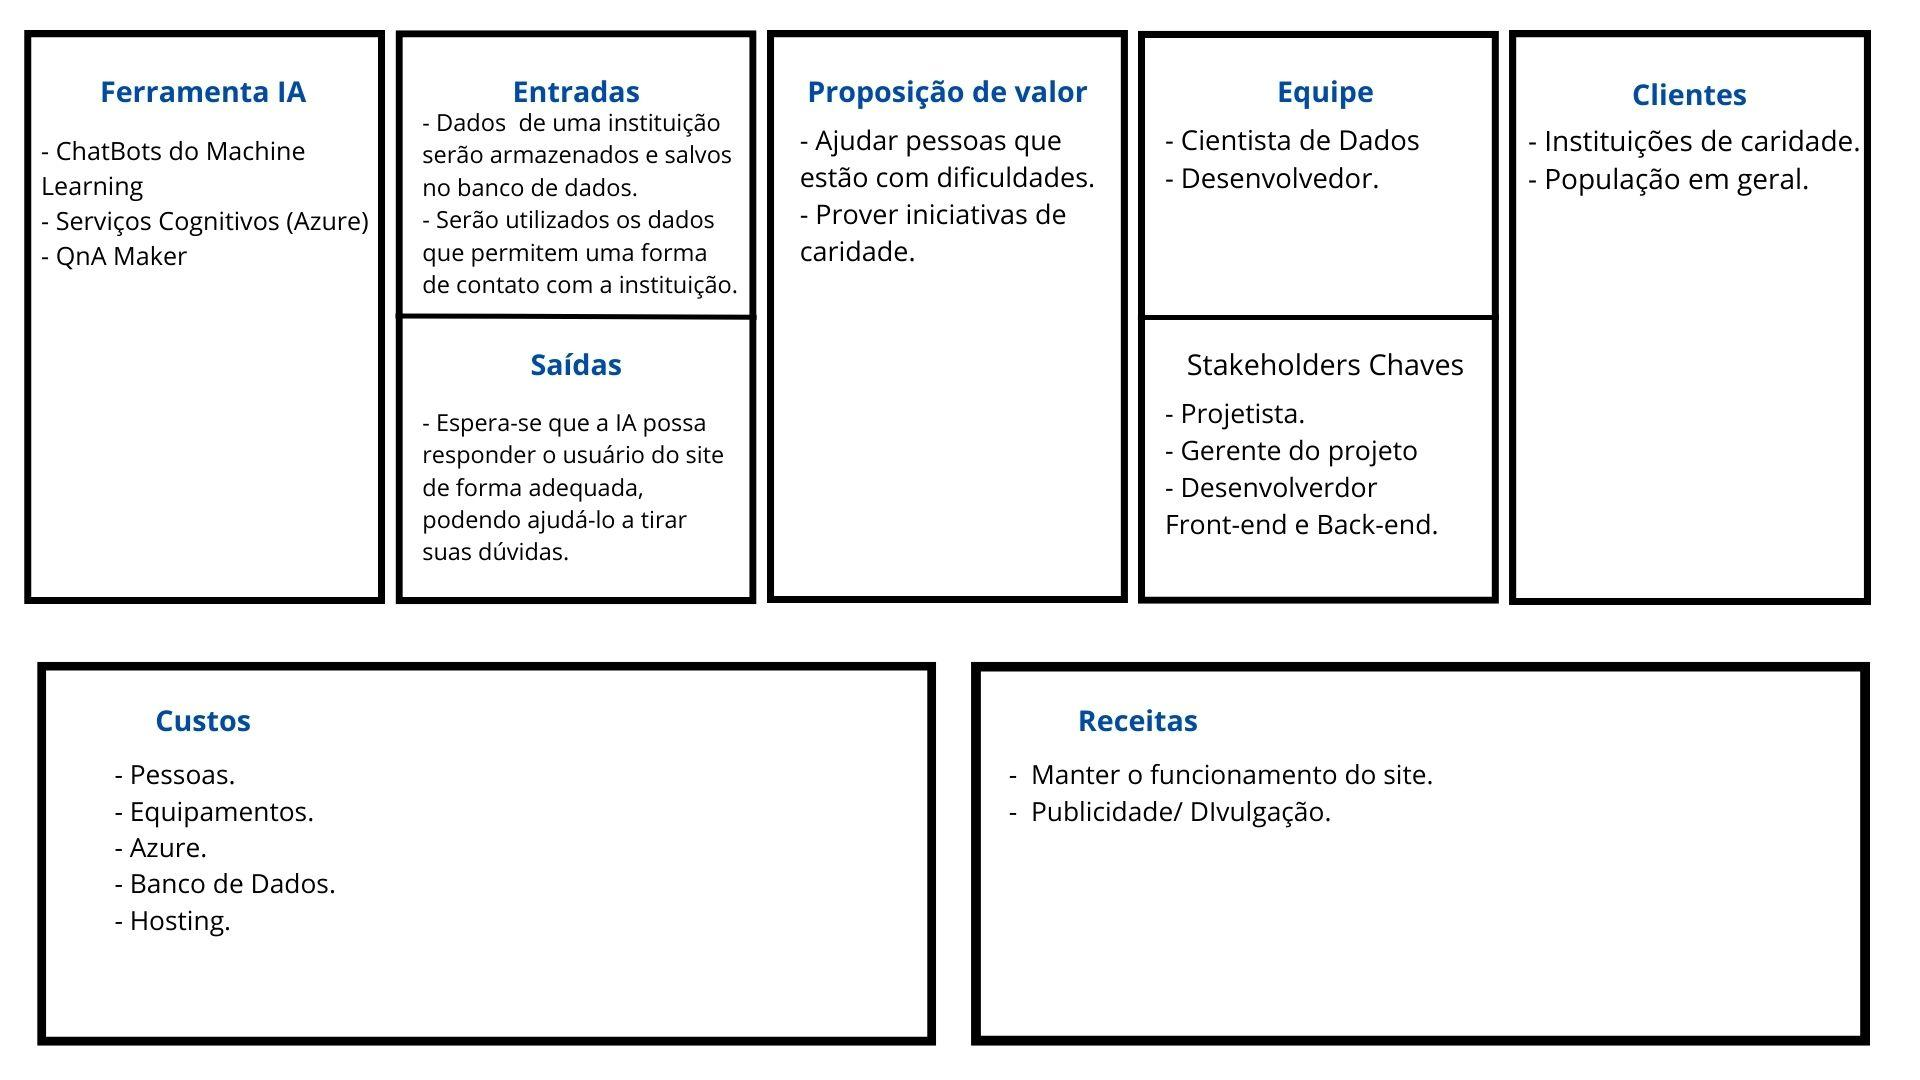 Ferramenta IA
- ChatBots do Machine
Learning
- Serviços Cognitivos (Azure)
- QnA Maker
Entradas
- Dados  de uma instituição
serão armazenados e salvos
no banco de dados.
- Serão utilizados os dados
que permitem uma forma
de contato com a instituição.
Saídas
- Espera-se que a IA possa
responder o usuário do site
de forma adequada,
podendo ajudá-lo a tirar
suas dúvidas.
Proposição de valor
- Ajudar pessoas que
estão com dificuldades.
- Prover iniciativas de
caridade.
Equipe
- Cientista de Dados
- Desenvolvedor.
Stakeholders Chaves
- Projetista.
- Gerente do projeto
- Desenvolverdor
Front-end e Back-end.
Clientes
- Instituições de caridade.
- População em geral.
Custos
- Pessoas.
- Equipamentos.
- Azure.
- Banco de Dados.
- Hosting.
Receitas
-  Manter o funcionamento do site.
-  Publicidade/ DIvulgação.